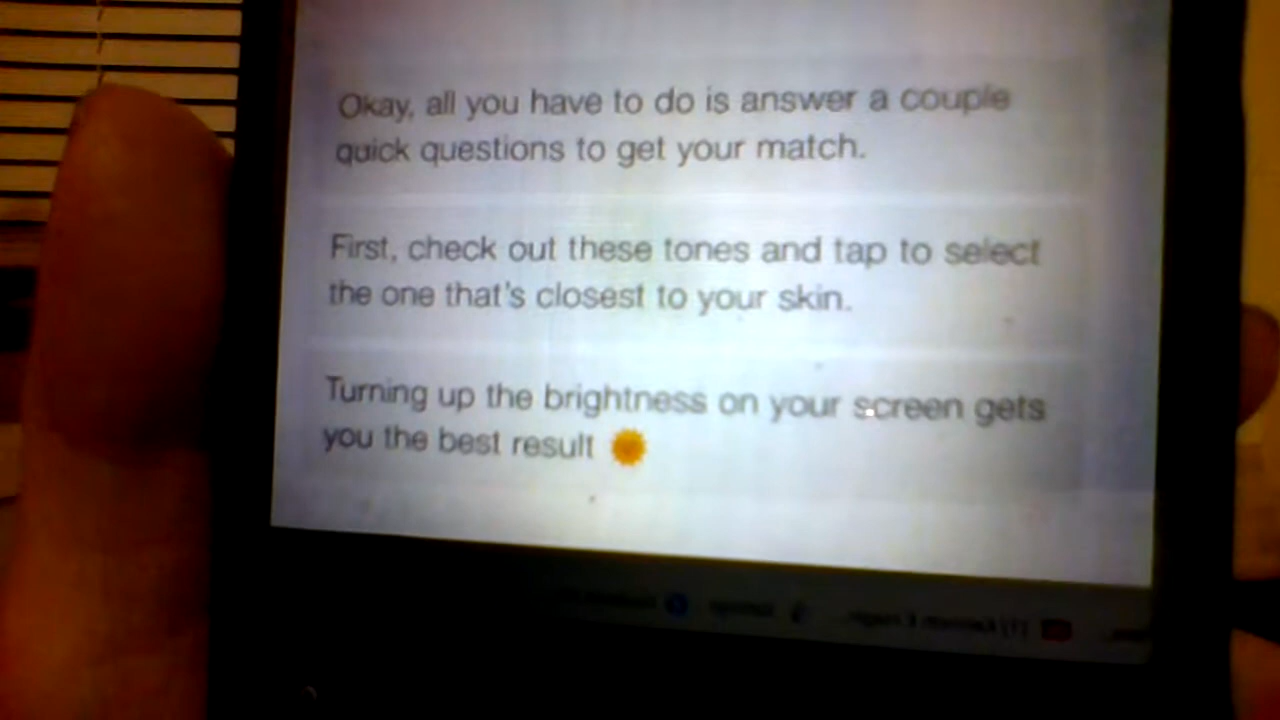 Okay, all you have to do is answer a couple
quick questions to get your match.
First, check out these tones and tap to select
the one that's closest to your skin.
Turning up the brightness on your screen gets
you the best result